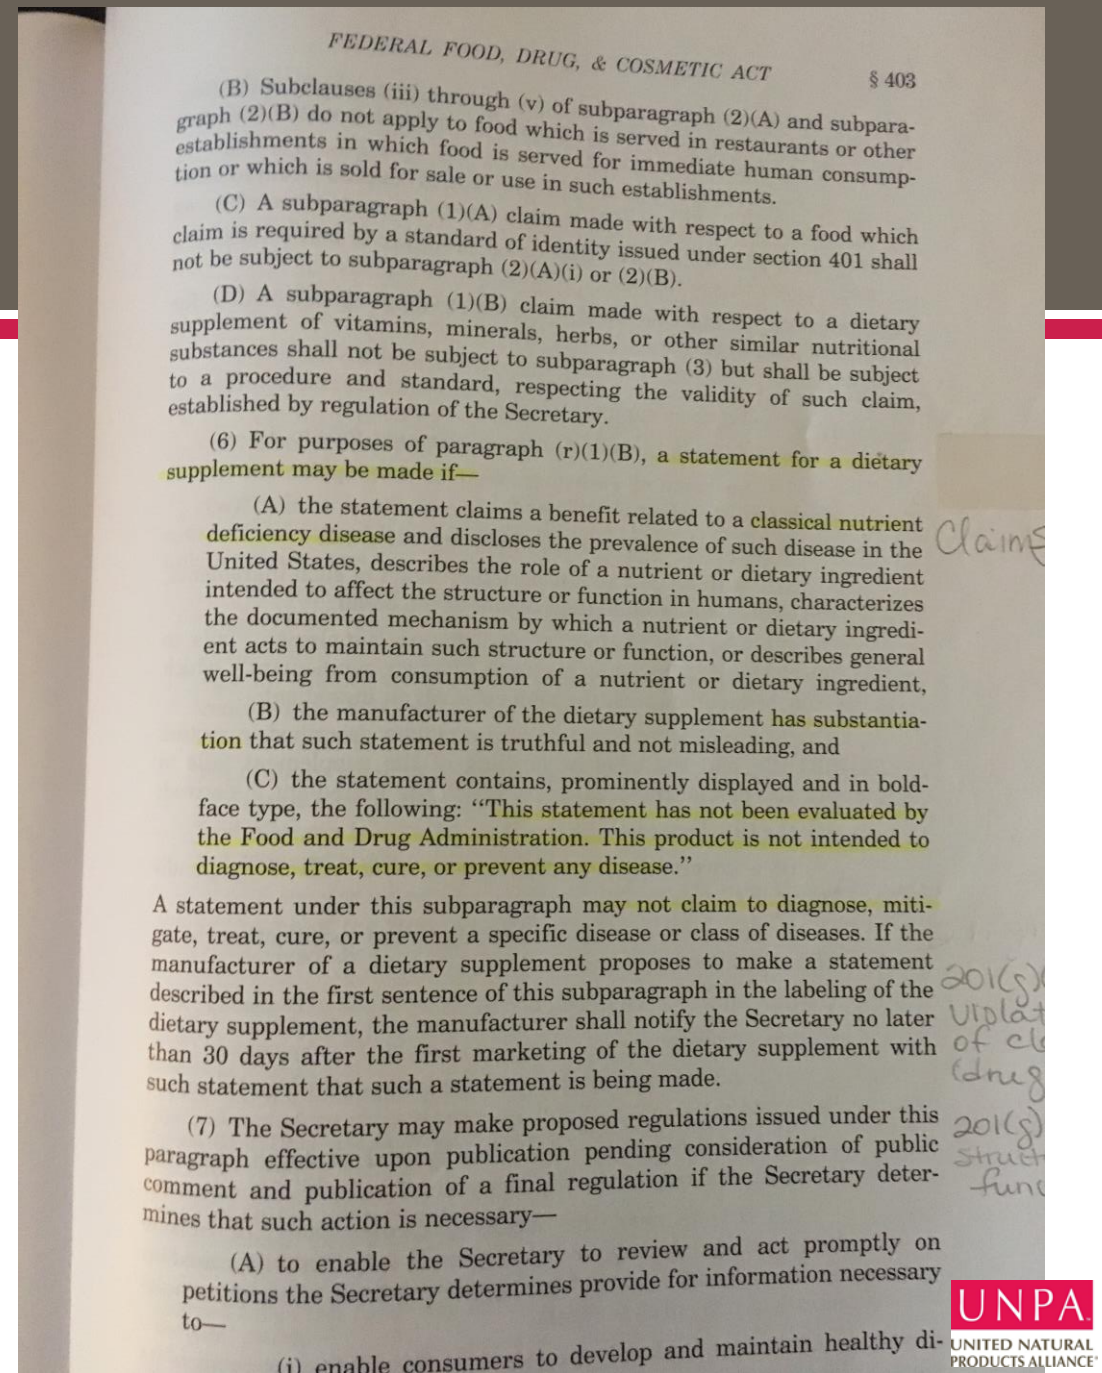 FEDERAL FOOD, DRUG, & COSMETIC ACT
§ 403
(B) Subclauses (iii) through (v) of subparagraph (2)(A) and subpara-
graph (2)(B) do not apply to food which is served in restaurants or other
establishments in which food is served for immediate human consump-
tion or which is sold for sale or use in such establishments.
(C) A subparagraph (1)(A) claim made with respect to a food which
claim is required by a standard of identity issued under section 401 shall
not be subject to subparagraph (2)(A)(i) or (2)(B).
(D) A subparagraph (1)(B) claim made with respect to a dietary
supplement of vitamins, minerals, herbs, or other similar nutritional
substances shall not be subject to subparagraph (3) but shall be subject
to a procedure and standard, respecting the validity of such claim,
established by regulation of the Secretary.
(6) For purposes of paragraph (r)(1)(B), a statement for a dietary
supplement may be made if—
(A) the statement claims a benefit related to a classical nutrient
deficiency disease and discloses the prevalence of such disease in the
United States, describes the role of a nutrient or dietary ingredient
intended to affect the structure or function in humans, characterizes
the documented mechanism by which a nutrient or dietary ingredi-
ent acts to maintain such structure or function, or describes general
well-being from consumption of a nutrient or dietary ingredient,
Claims
(B) the manufacturer of the dietary supplement has substantia-
tion that such statement is truthful and not misleading, and
(C) the statement contains, prominently displayed and in bold-
face type, the following: “This statement has not been evaluated by
the Food and Drug Administration. This product is not intended to
diagnose, treat, cure, or prevent any disease.”
A statement under this subparagraph may not claim to diagnose, miti-
gate, treat, cure, or prevent a specific disease or class of diseases. If the
manufacturer of a dietary supplement proposes to make a statement
described in the first sentence of this subparagraph in the labeling of the
dietary supplement, the manufacturer shall notify the Secretary no later
than 30 days after the first marketing of the dietary supplement with
such statement that such a statement is being made.
201(g)(
of
(drug
(7) The Secretary may make proposed regulations issued under this
paragraph effective upon publication pending consideration of public
comment and publication of a final regulation if the Secretary deter-
mines that such action is necessary—
201(g)
(A) to enable the Secretary to review and act promptly on
petitions the Secretary determines provide for information necessary
to—
(i) enable consumers to develop and maintain healthy di-
UNPA
UNITED NATURAL
PRODUCTS ALLIANCE